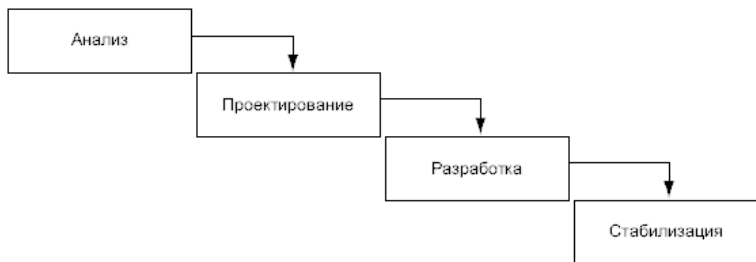 Анализ
Проектирование
Разработка
Стабилизация